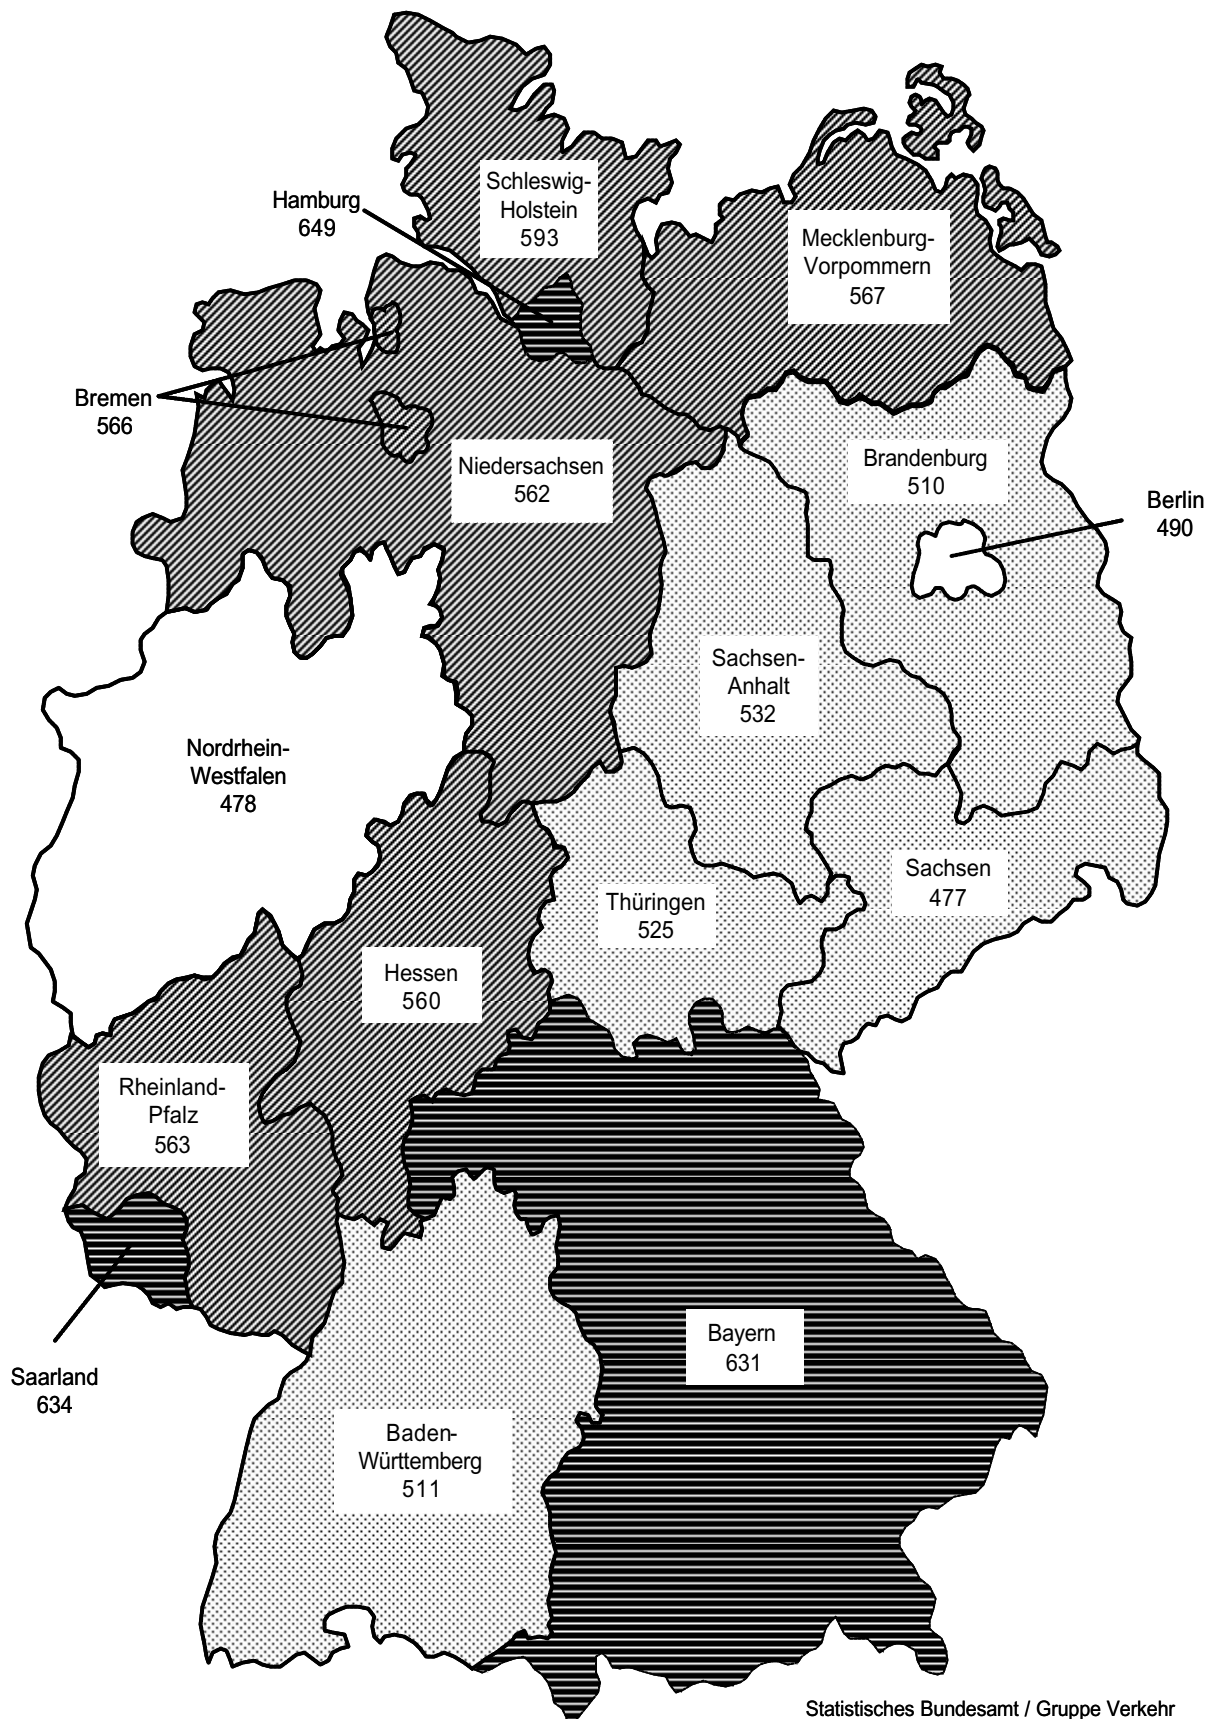 Schleswig-
Holstein
593
Hamburg
649
Mecklenburg-
Vorpommern
567
Bremen
566
Niedersachsen
562
Brandenburg
510
Berlin
490
Sachsen-
Anhalt
532
Nordrhein-
Westfalen
478
Sachsen
477
Thüringen
525
Hessen
560
Rheinland-
Pfalz
563
Saarland
634
Bayern
631
Baden-
Württemberg
511
Statistisches Bundesamt / Gruppe Verkehr